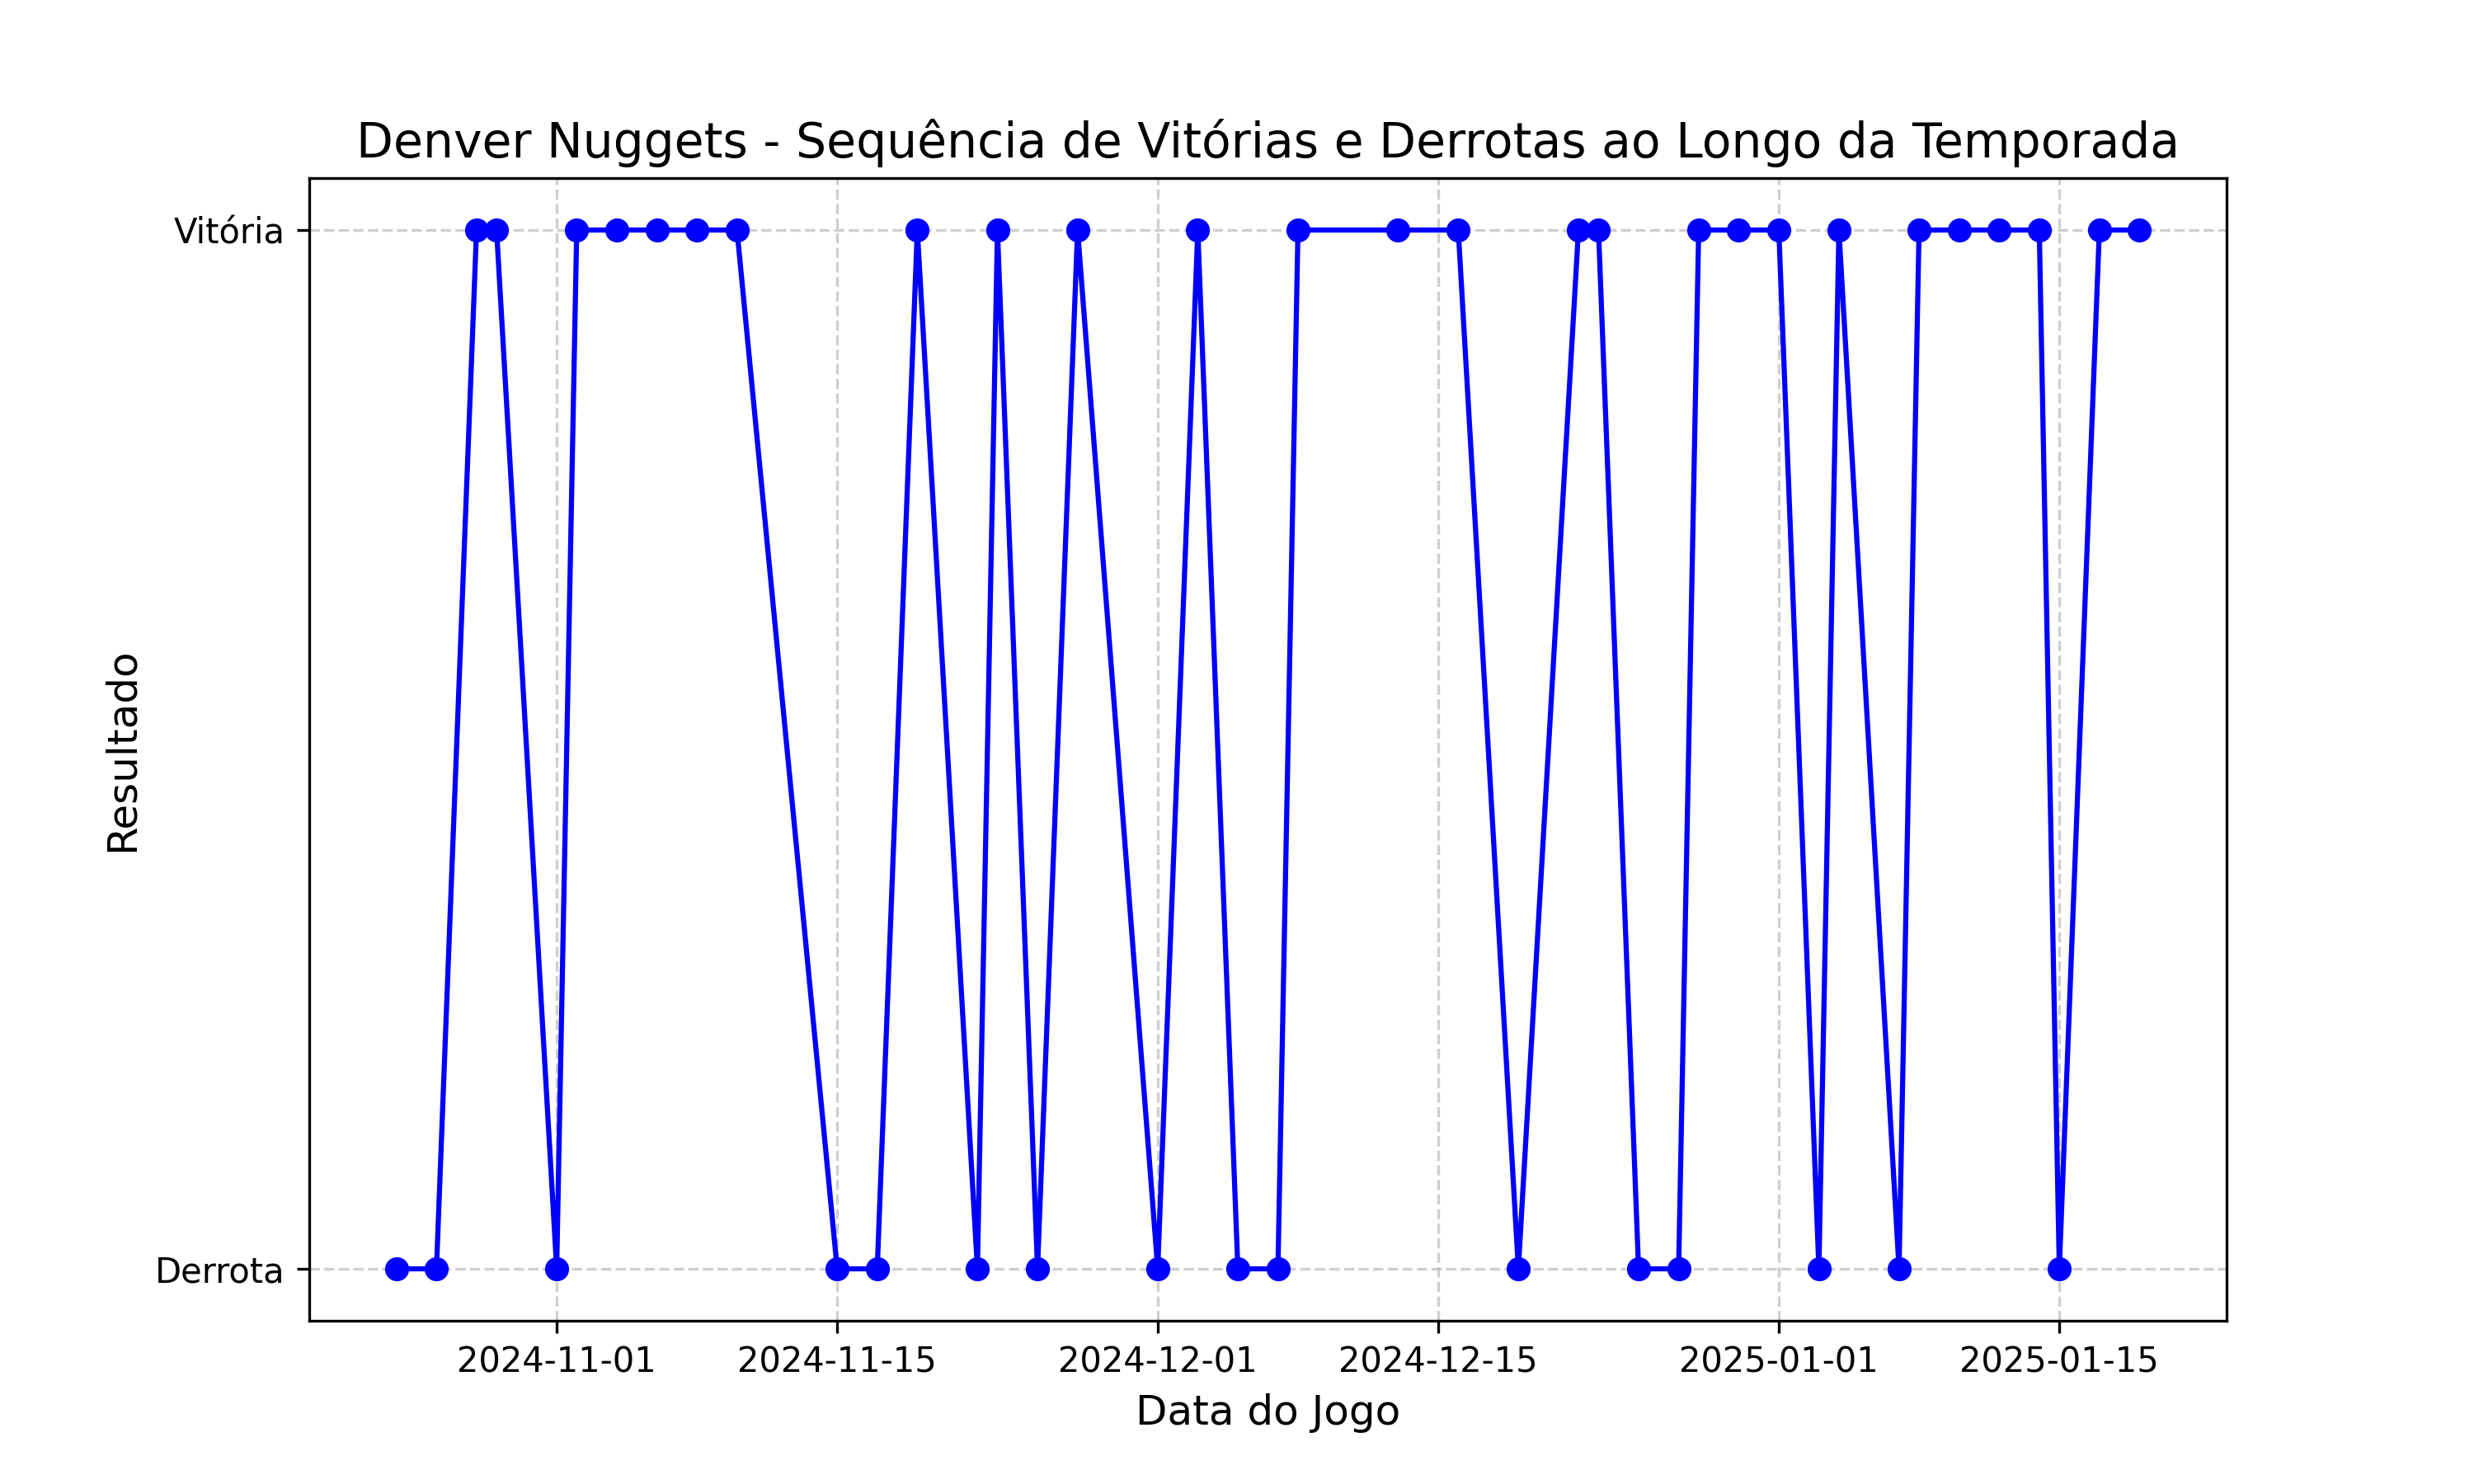 Denver Nuggets - Sequência de Vitórias e Derrotas ao Longo da Temporada
Vitória
Resultado
Derrota
2024-11-01 2024-11-15 2024-12-01 2024-12-15 2025-01-01 2025-01-15
Data do Jogo